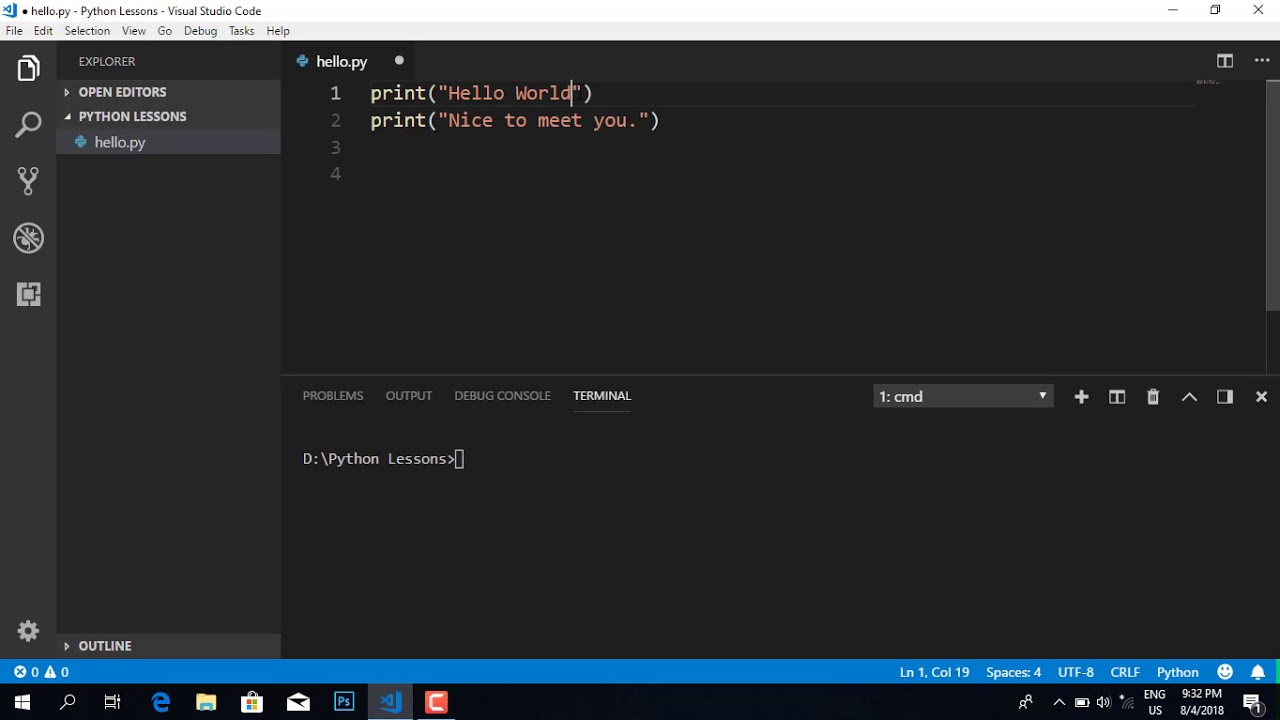 ● hello.py - Python Lessons - Visual Studio Code
File Edit Selection View Go Debug Tasks Help
EXPLORER
OPEN EDITORS
PYTHON LESSONS
hello.py
OUTLINE
hello.py
1 print("Hello World")
2 print("Nice to meet you.")
3
4
PROBLEMS OUTPUT DEBUG CONSOLE TERMINAL 1: cmd
D:\Python Lessons>
0 0 Ln 1, Col 19 Spaces: 4 UTF-8 CRLF Python
Ps
ENG 9:32 PM
US 8/4/2018 1